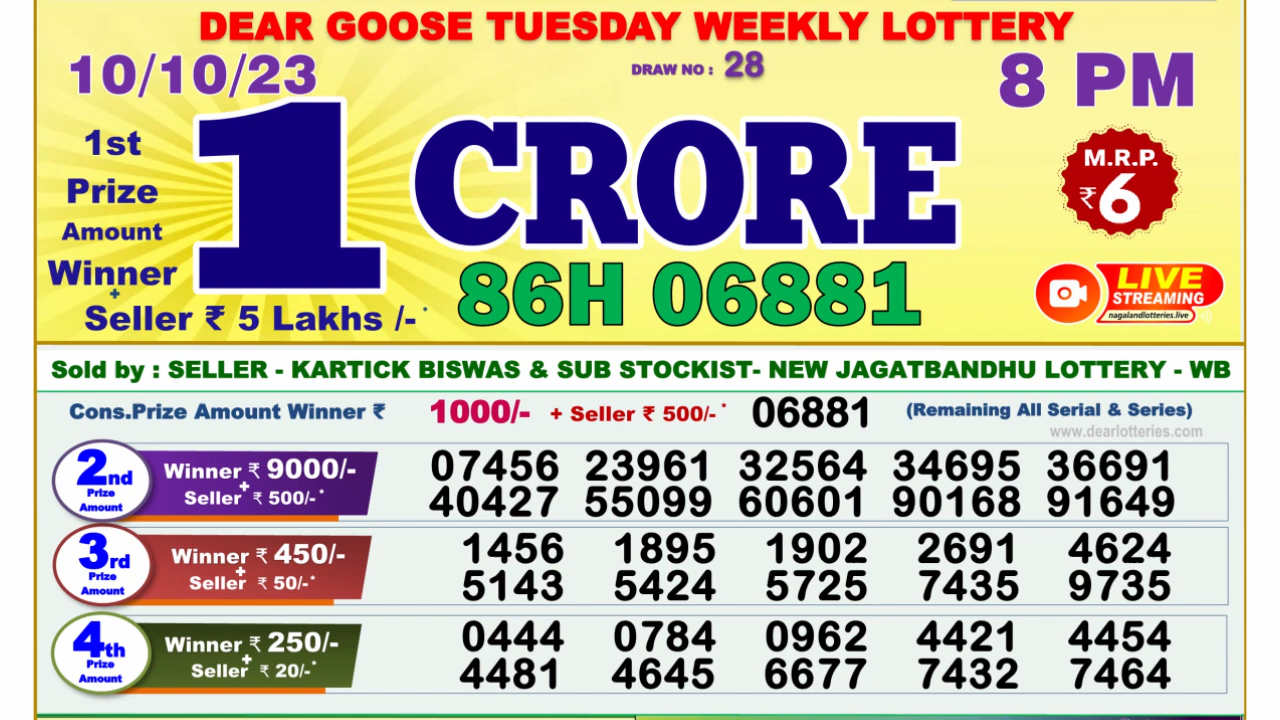 DEAR GOOSE TUESDAY WEEKLY LOTTERY
10/10/23
DRAW NO : 28
8 PM
1st
Prize
Amount
Winner
+
Seller ₹ 5 Lakhs /-*
1 CRORE
86H 06881
M.R.P.
₹6
LIVE
STREAMING
nagalandlotteries.live
Sold by : SELLER - KARTICK BISWAS & SUB STOCKIST- NEW JAGATBANDHU LOTTERY - WB
Cons.Prize Amount Winner ₹ 1000/- + Seller ₹ 500/-* 06881 (Remaining All Serial & Series)
www.dearlotteries.com
2nd
Prize
Amount
Winner ₹ 9000/-
+
Seller ₹ 500/-*
07456 23961 32564 34695 36691
40427 55099 60601 90168 91649
3rd
Prize
Amount
Winner ₹ 450/-
+
Seller ₹ 50/-*
1456 1895 1902 2691 4624
5143 5424 5725 7435 9735
4th
Prize
Amount
Winner ₹ 250/-
+
Seller ₹ 20/-*
0444 0784 0962 4421 4454
4481 4645 6677 7432 7464